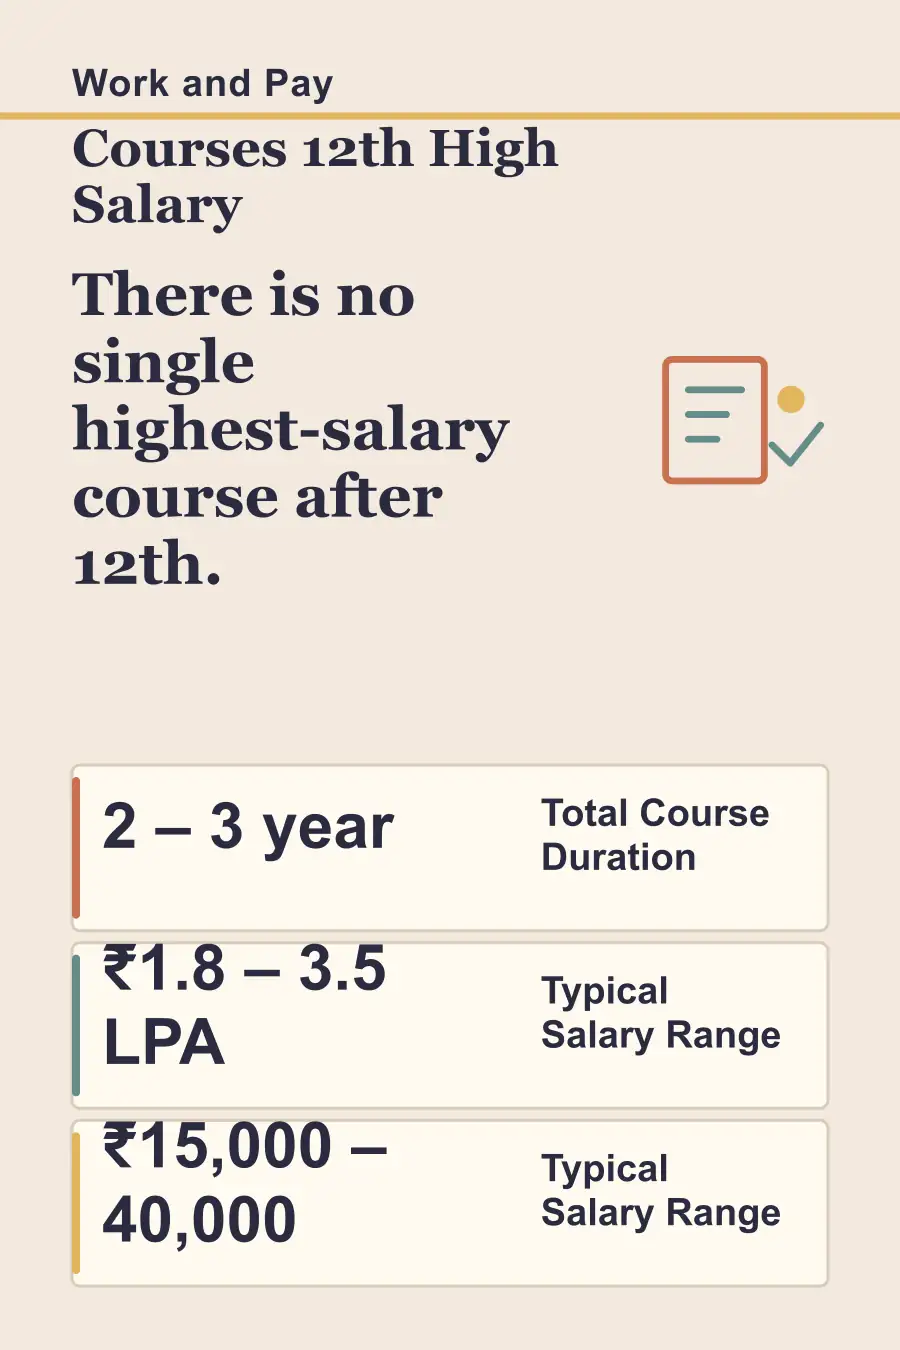 Work and Pay
Courses 12th High
Salary
There is no
single
highest-salary
course after
12th.
2 – 3 year
Total Course
Duration
₹1.8 – 3.5
LPA
Typical
Salary Range
₹15,000 –
40,000
Typical
Salary Range